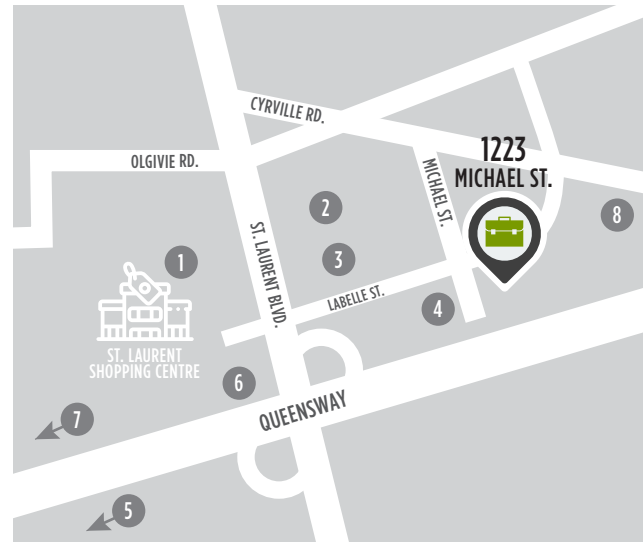 CYRVILLE RD.
1223
MICHAEL ST.
OLGIVIE RD.
MICHAEL ST.
2
8
ST. LAURENT BLVD.
1
3
LABELLE ST.
4
ST. LAURENT
SHOPPING CENTRE
6
QUEENSWAY
7
5